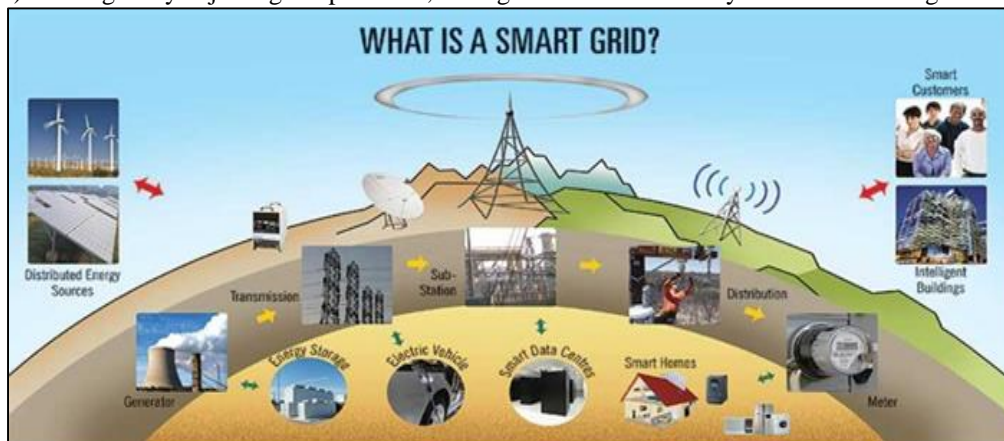 WHAT IS A SMART GRID?
Smart
Customers
Distributed Energy
Sources
Intelligent
Buildings
Transmission
Sub-
Station
Distribution
Generator
Energy Storage
Electric Vehicle
Smart Data Centres
Smart Homes
Meter